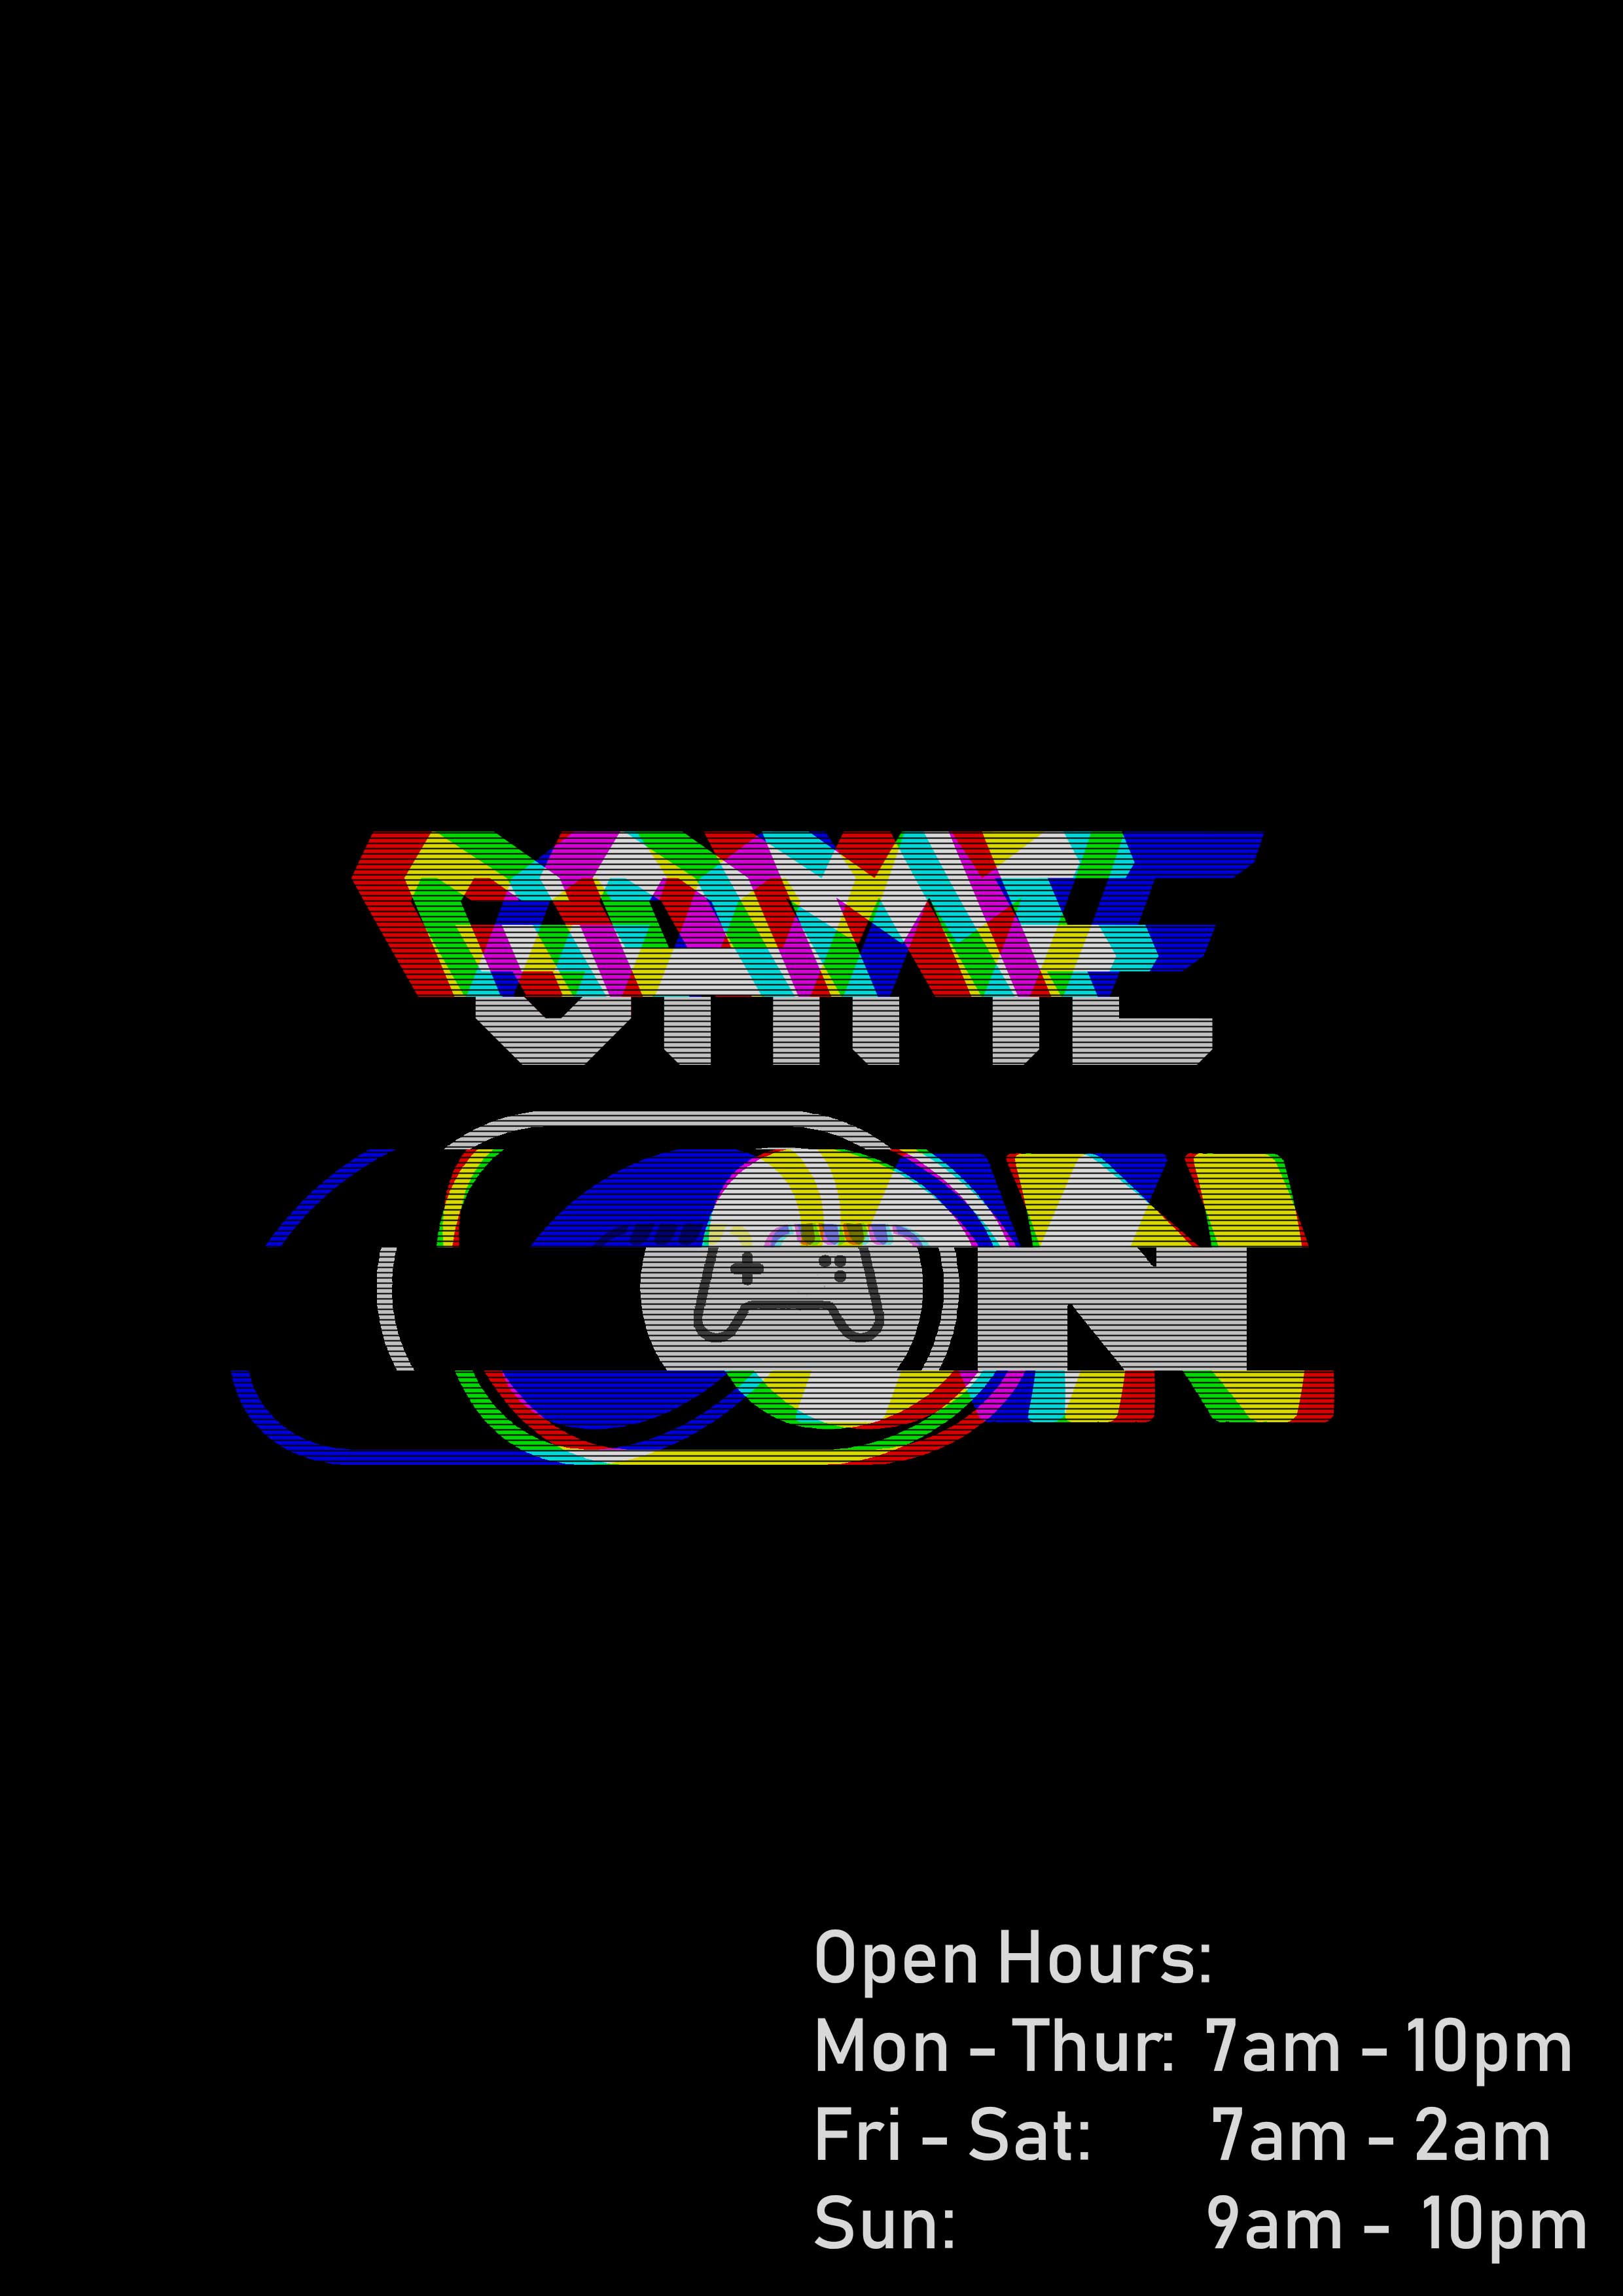 GAME
ON
Open Hours:
Mon - Thur: 7am - 10pm
Fri - Sat: 7am - 2am
Sun: 9am - 10pm